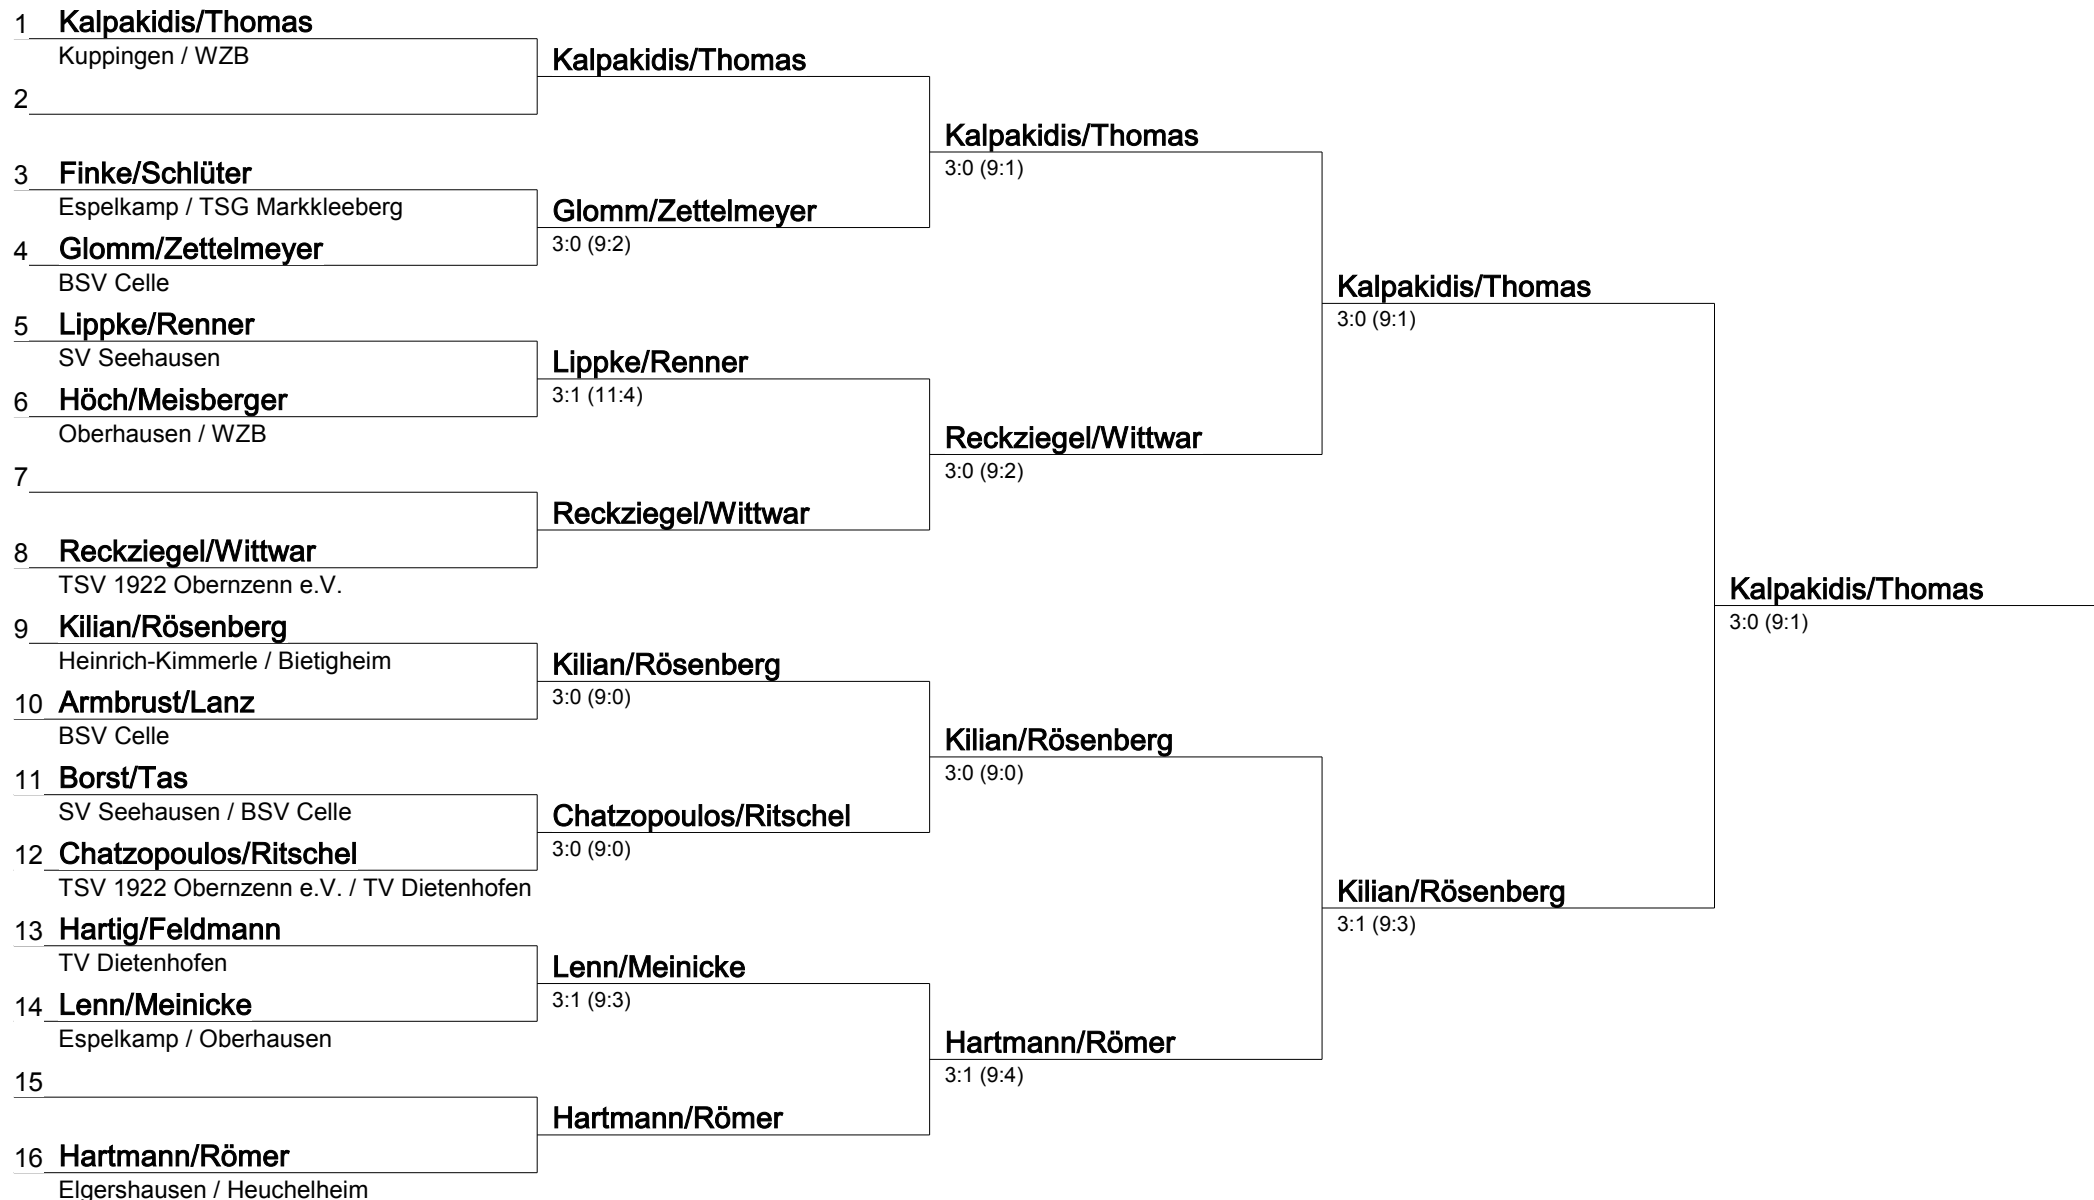 1 Kalpakidis/Thomas
Kuppingen / WZB
Kalpakidis/Thomas
2
Kalpakidis/Thomas
3:0 (9:1)
3 Finke/Schlüter
Espelkamp / TSG Markkleeberg
Glomm/Zettelmeyer
3:0 (9:2)
4 Glomm/Zettelmeyer
BSV Celle
Kalpakidis/Thomas
3:0 (9:1)
5 Lippke/Renner
SV Seehausen
Lippke/Renner
3:1 (11:4)
6 Höch/Meisberger
Oberhausen / WZB
Reckziegel/Wittwar
3:0 (9:2)
7
Reckziegel/Wittwar
8 Reckziegel/Wittwar
TSV 1922 Obernzenn e.V.
Kalpakidis/Thomas
3:0 (9:1)
9 Kilian/Rösenberg
Heinrich-Kimmerle / Bietigheim
Kilian/Rösenberg
3:0 (9:0)
10 Armbrust/Lanz
BSV Celle
Kilian/Rösenberg
3:0 (9:0)
11 Borst/Tas
SV Seehausen / BSV Celle
Chatzopoulos/Ritschel
3:0 (9:0)
12 Chatzopoulos/Ritschel
TSV 1922 Obernzenn e.V. / TV Dietenhofen
Kilian/Rösenberg
3:1 (9:3)
13 Hartig/Feldmann
TV Dietenhofen
Lenn/Meinicke
3:1 (9:3)
14 Lenn/Meinicke
Espelkamp / Oberhausen
Hartmann/Römer
3:1 (9:4)
15
Hartmann/Römer
16 Hartmann/Römer
Elgershausen / Heuchelheim